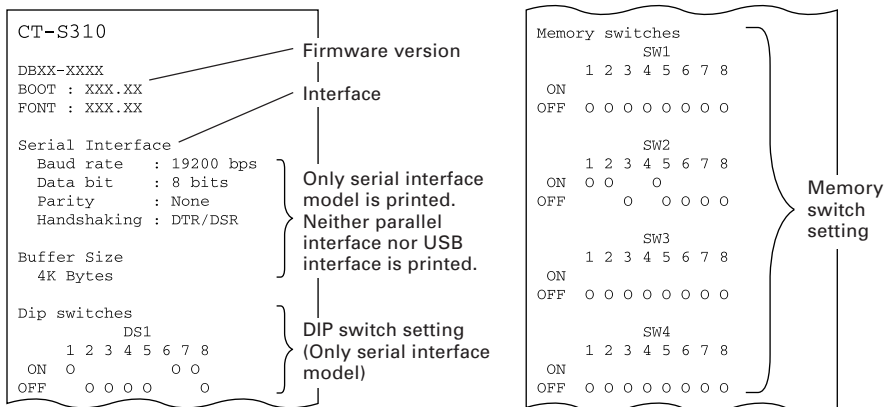 CT-S310
DBXX-XXXX
BOOT : XXX.XX
FONT : XXX.XX
Serial Interface
Baud rate : 19200 bps
Data bit : 8 bits
Parity : None
Handshaking : DTR/DSR
Buffer Size
4K Bytes
Dip switches
DS1
1 2 3 4 5 6 7 8
ON O O O
OFF O O O O O
Firmware version
Interface
Only serial interface
model is printed.
Neither parallel
interface nor USB
interface is printed.
DIP switch setting
(Only serial interface
model)
Memory switches
SW1
1 2 3 4 5 6 7 8
ON
OFF O O O O O O O O
SW2
1 2 3 4 5 6 7 8
ON O O O
OFF O O O O O
SW3
1 2 3 4 5 6 7 8
ON
OFF O O O O O O O O
SW4
1 2 3 4 5 6 7 8
ON
OFF O O O O O O O O
Memory
switch
setting